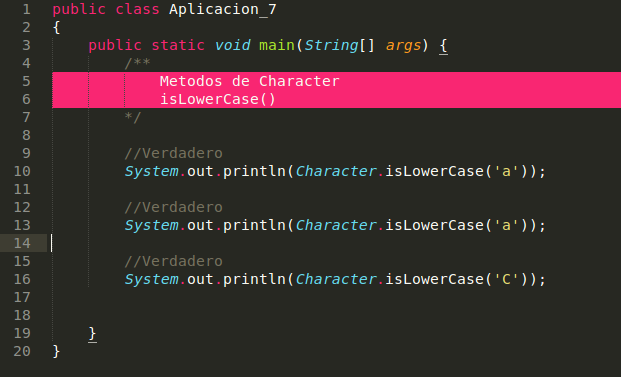 1 public class Aplicacion_7
2 {
3 public static void main(String[] args) {
4 /**
5 Metodos de Character
6 isLowerCase()
7 */
8
9 //Verdadero
10 System.out.println(Character.isLowerCase('a'));
11
12 //Verdadero
13 System.out.println(Character.isLowerCase('a'));
14
15 //Verdadero
16 System.out.println(Character.isLowerCase('C'));
17
18
19 }
20 }